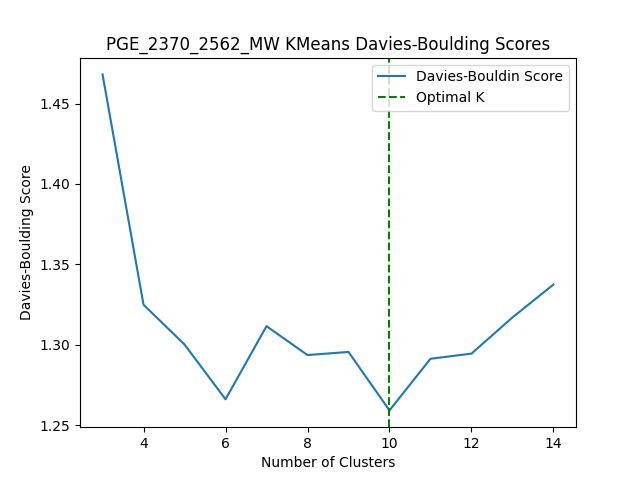 PGE_2370_2562_MW KMeans Davies-Boulding Scores
Davies-Bouldin Score
Optimal K
Davies-Boulding Score
1.45
1.40
1.35
1.30
1.25
4 6 8 10 12 14
Number of Clusters